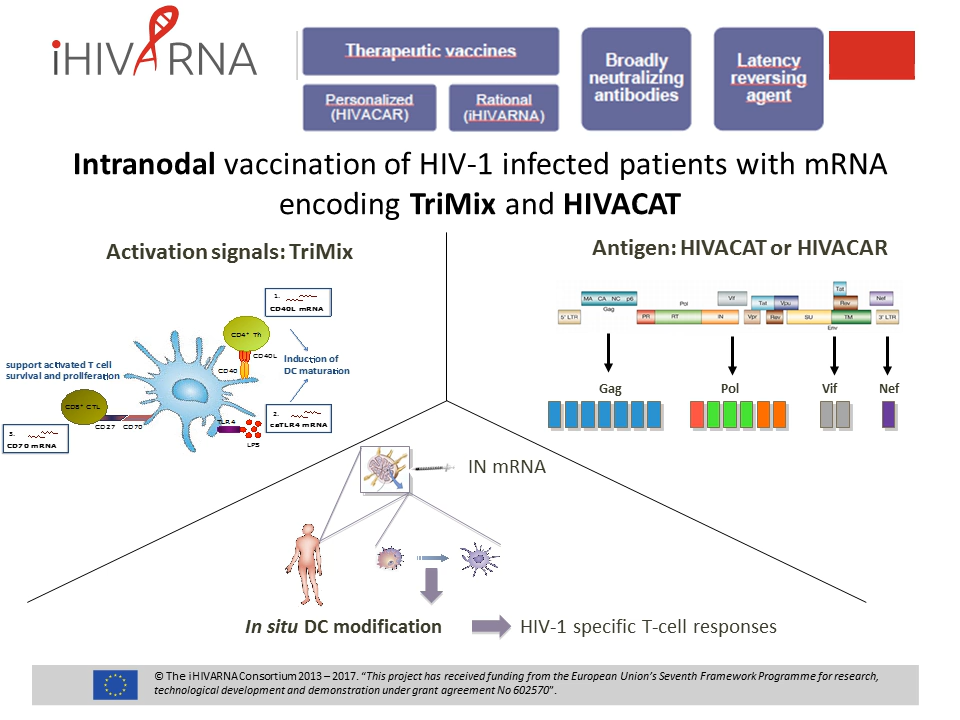 iHIVARNA
Therapeutic vaccines
Personalized
(HIVACAR)
Rational
(iHIVARNA)
Broadly
neutralizing
antibodies
Latency
reversing
agent
Intranodal vaccination of HIV-1 infected patients with mRNA
encoding TriMix and HIVACAT
Activation signals: TriMix
1.
CD40L mRNA
CD4+ Th
CD40L
CD40
Induction of
DC maturation
support activated T cell
survival and proliferation
CD8+ CTL
CD27 CD70
3.
CD70 mRNA
TLR4
LPS
2.
caTLR4 mRNA
Antigen: HIVACAT or HIVACAR
5' LTR
MA CA NC p6
Gag
Pol
PR RT IN
Vif
Vpr
Tat
Rev
Vpu
SU TM
Env
Tat
Rev
Nef
3' LTR
Gag
Pol
Vif
Nef
IN mRNA
In situ DC modification
HIV-1 specific T-cell responses
© The iHIVARNA Consortium 2013 – 2017. “This project has received funding from the European Union’s Seventh Framework Programme for research,
technological development and demonstration under grant agreement No 602570”.